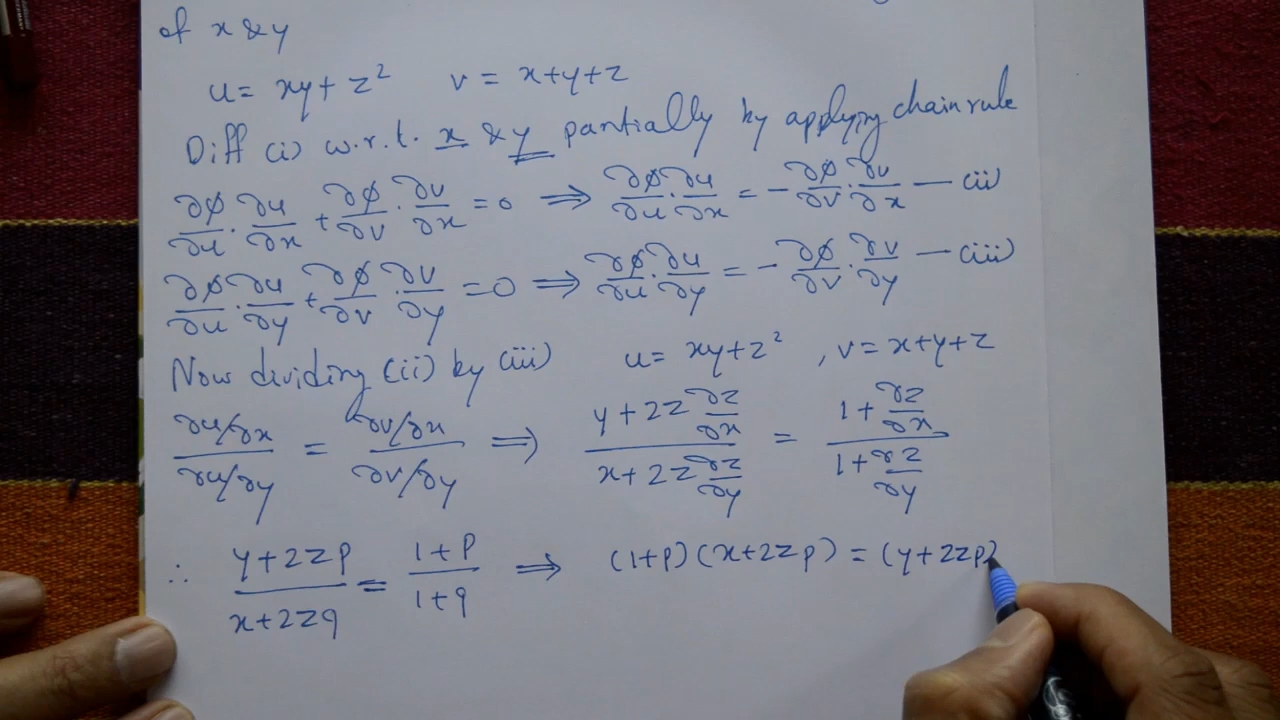 of x & y
u = xy + z² v = x+y+z
Diff (i) w.r.t. x & y partially by applying chain rule
∂ø/∂u · ∂u/∂x + ∂ø/∂v · ∂v/∂x = 0 ⟹ ∂ø/∂u · ∂u/∂x = - ∂ø/∂v · ∂v/∂x — (ii)
∂ø/∂u · ∂u/∂y + ∂ø/∂v · ∂v/∂y = 0 ⟹ ∂ø/∂u · ∂u/∂y = - ∂ø/∂v · ∂v/∂y — (iii)
Now dividing (ii) by (iii) u = xy + z² , v = x+y+z
(∂u/∂x)/(∂u/∂y) = (∂v/∂x)/(∂v/∂y) ⟹ (y + 2z ∂z/∂x)/(x + 2z ∂z/∂y) = (1 + ∂z/∂x)/(1 + ∂z/∂y)
∴ (y + 2zp)/(x + 2zq) = (1 + p)/(1 + q) ⟹ (1+p)(x+2zp) = (y+2zp)